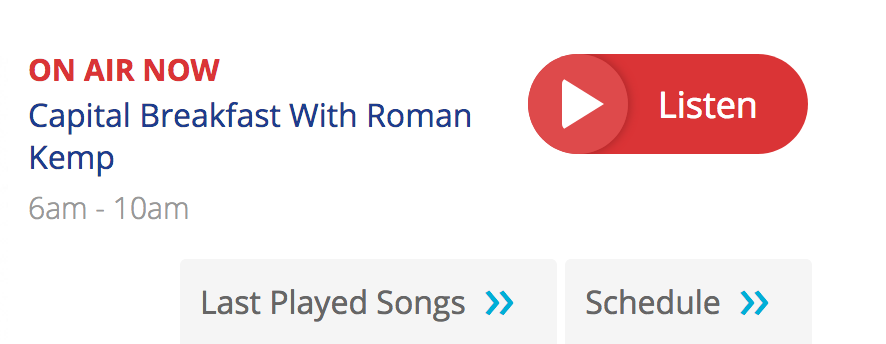 ON AIR NOW
Capital Breakfast With Roman
Kemp
6am - 10am
Listen
Last Played Songs
Schedule